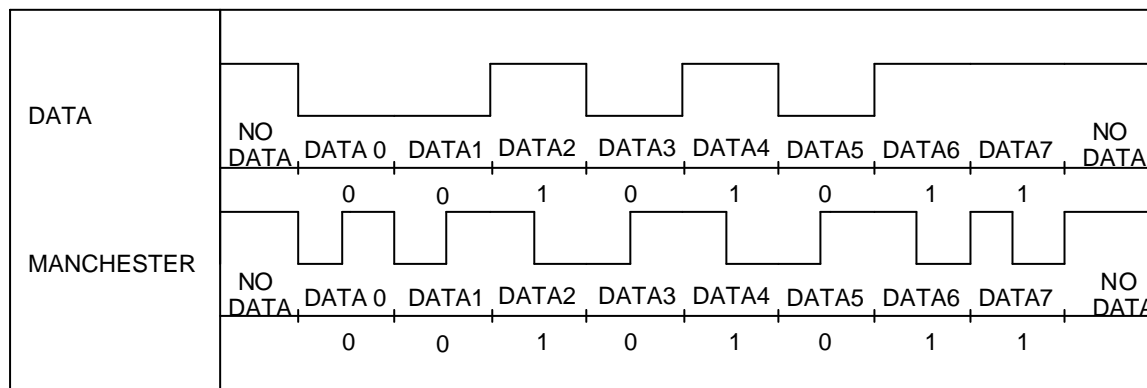 DATA
NO DATA DATA 0 DATA1 DATA2 DATA3 DATA4 DATA5 DATA6 DATA7 NO DATA
0 0 1 0 1 0 1 1
MANCHESTER
NO DATA DATA 0 DATA1 DATA2 DATA3 DATA4 DATA5 DATA6 DATA7 NO DATA
0 0 1 0 1 0 1 1